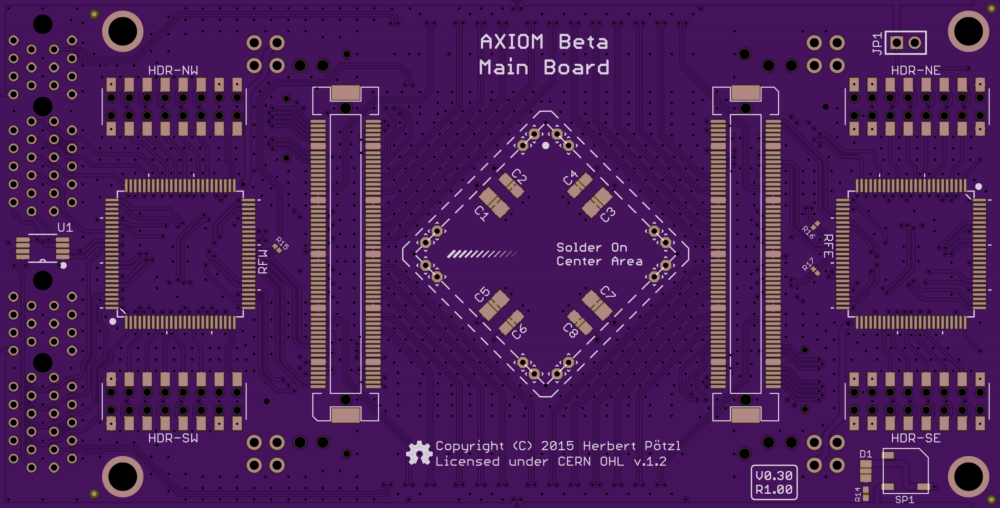 AXIOM Beta
Main Board
JP1
HDR-NW
HDR-NE
C2
C1
C4
C3
U1
RFW
R15
Solder On
Center Area
R16
R17
RFE
C5
C6
C7
C8
HDR-SW
HDR-SE
Copyright (C) 2015 Herbert Pötzl
Licensed under CERN OHL v.1.2
V0.30
R1.00
D1
R14
SP1